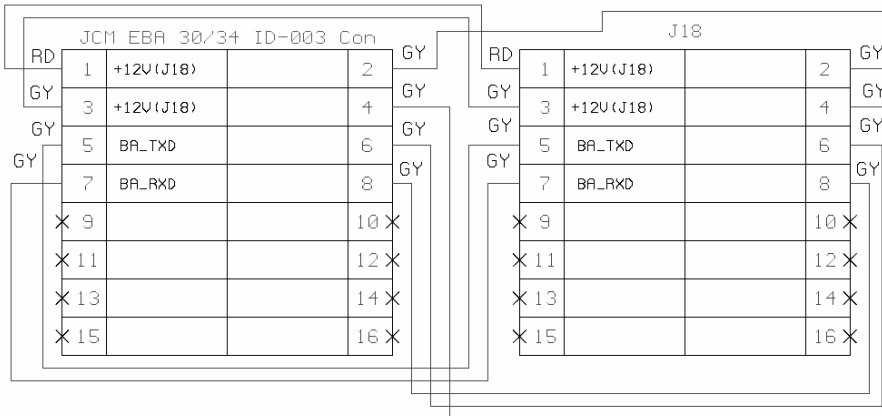 JCM EBA 30/34 ID-003 Con
J18
RD 1 +12V(J18) 2 GY RD 1 +12V(J18) 2 GY
GY 3 +12V(J18) 4 GY GY 3 +12V(J18) 4 GY
GY 5 BA_TXD 6 GY GY 5 BA_TXD 6 GY
GY 7 BA_RXD 8 GY GY 7 BA_RXD 8 GY
9 10 9 10
11 12 11 12
13 14 13 14
15 16 15 16